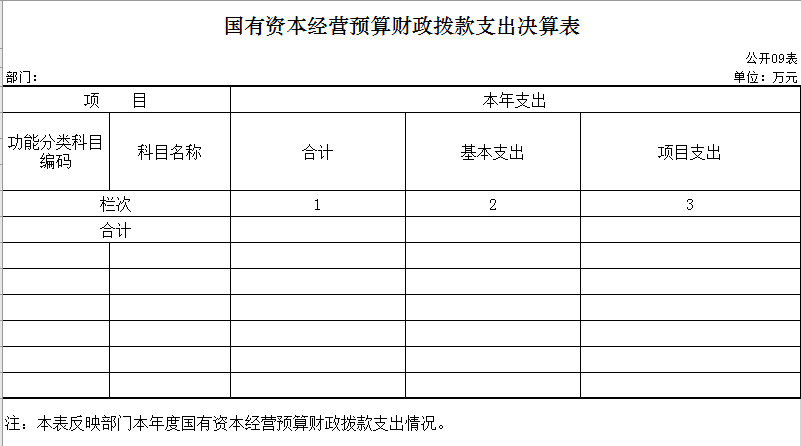 国有资本经营预算财政拨款支出决算表
公开09表
部门： 单位：万元
项 目 本年支出
功能分类科目
编码 科目名称 合计 基本支出 项目支出
栏次 1 2 3
合计
注：本表反映部门本年度国有资本经营预算财政拨款支出情况。